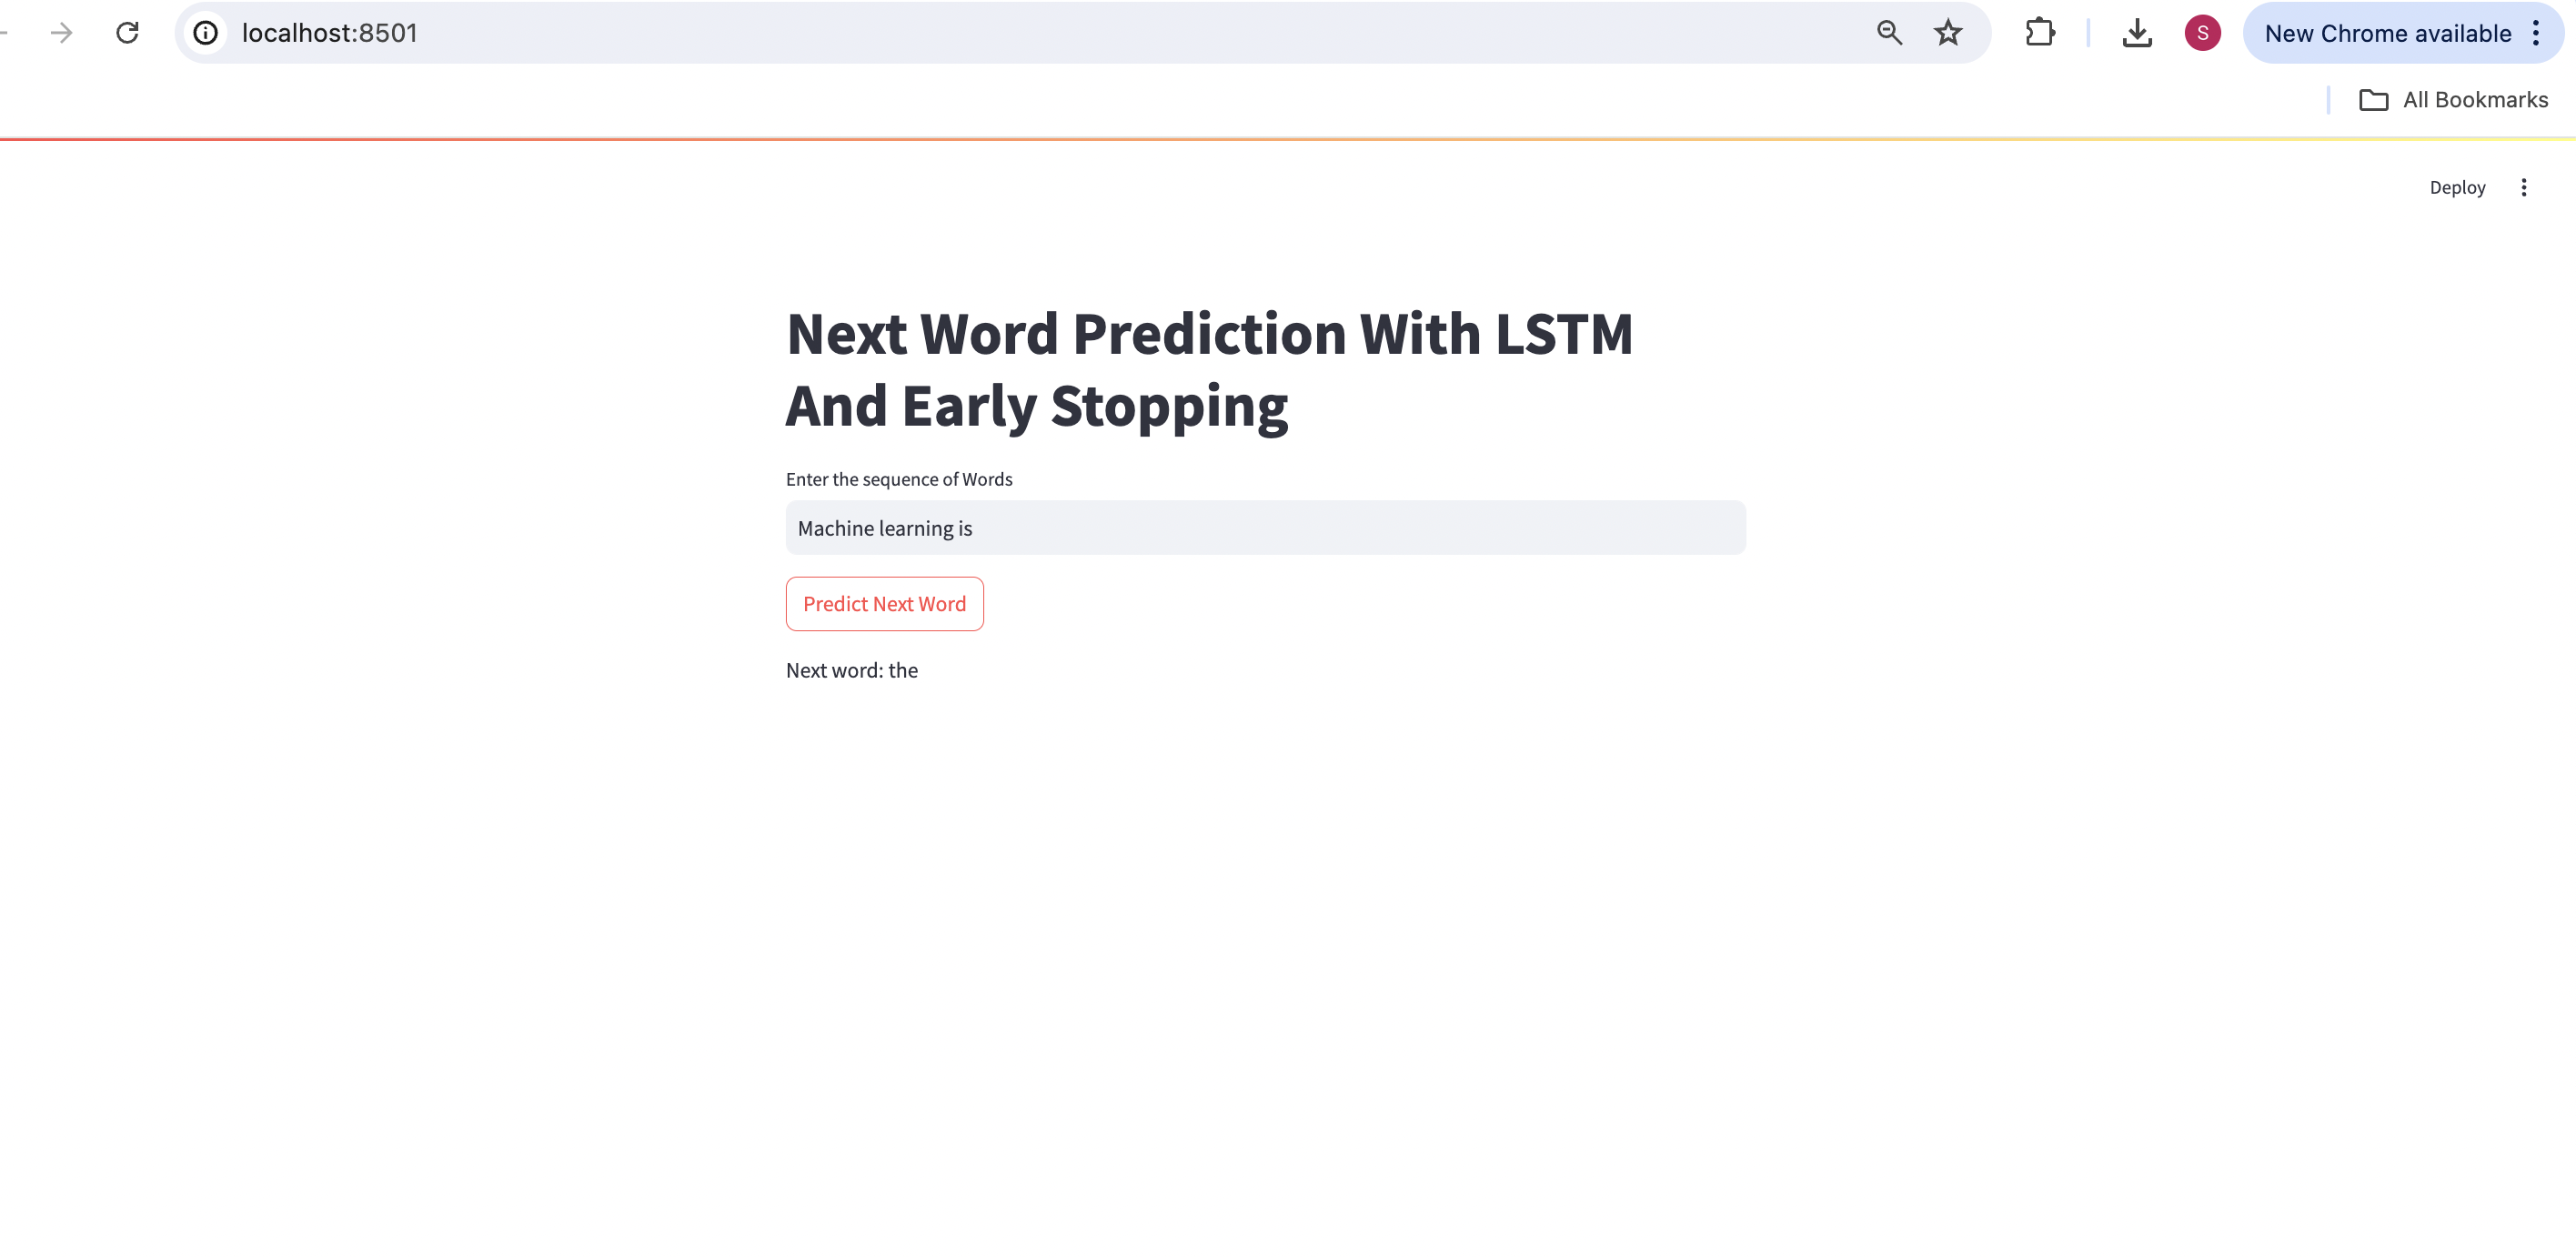 localhost:8501
S
New Chrome available
All Bookmarks
Deploy
Next Word Prediction With LSTM
And Early Stopping
Enter the sequence of Words
Machine learning is
Predict Next Word
Next word: the